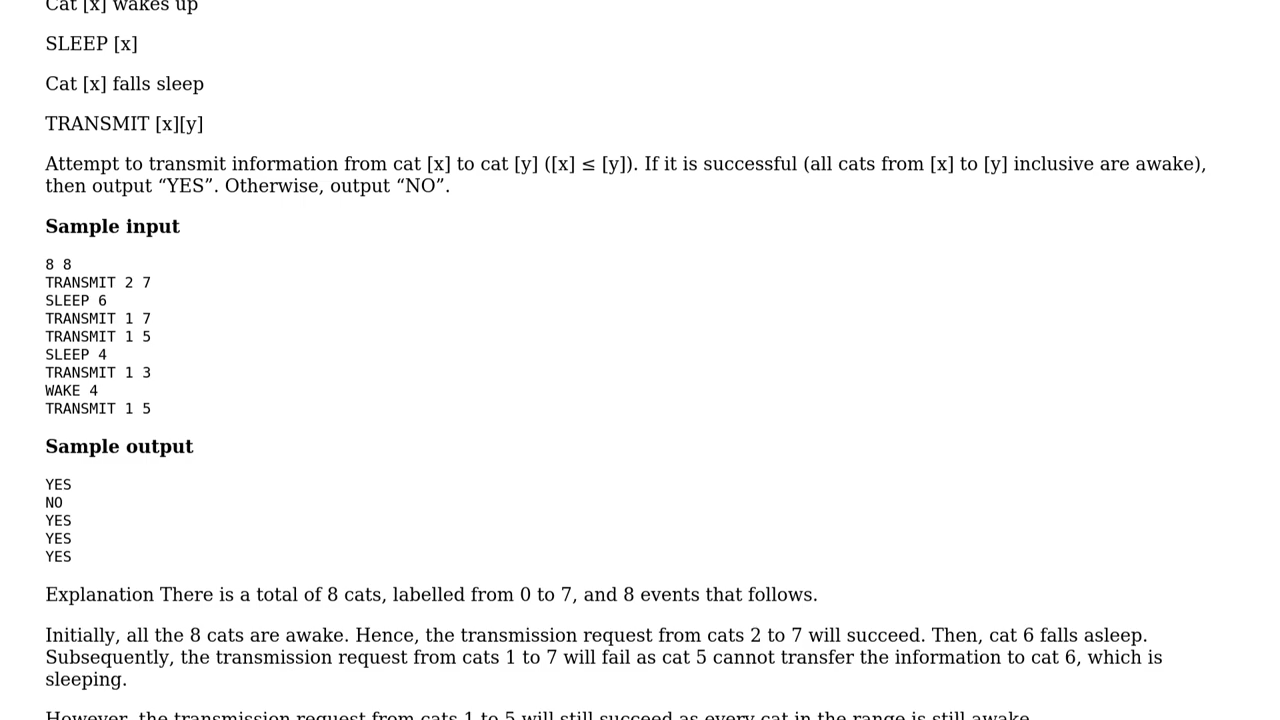 Cat [x] wakes up
SLEEP [x]
Cat [x] falls sleep
TRANSMIT [x][y]
Attempt to transmit information from cat [x] to cat [y] ([x] ≤ [y]). If it is successful (all cats from [x] to [y] inclusive are awake),
then output “YES”. Otherwise, output “NO”.
Sample input
8 8
TRANSMIT 2 7
SLEEP 6
TRANSMIT 1 7
TRANSMIT 1 5
SLEEP 4
TRANSMIT 1 3
WAKE 4
TRANSMIT 1 5
Sample output
YES
NO
YES
YES
YES
Explanation There is a total of 8 cats, labelled from 0 to 7, and 8 events that follows.
Initially, all the 8 cats are awake. Hence, the transmission request from cats 2 to 7 will succeed. Then, cat 6 falls asleep.
Subsequently, the transmission request from cats 1 to 7 will fail as cat 5 cannot transfer the information to cat 6, which is
sleeping.
However, the transmission request from cats 1 to 5 will still succeed as every cat in the range is still awake.